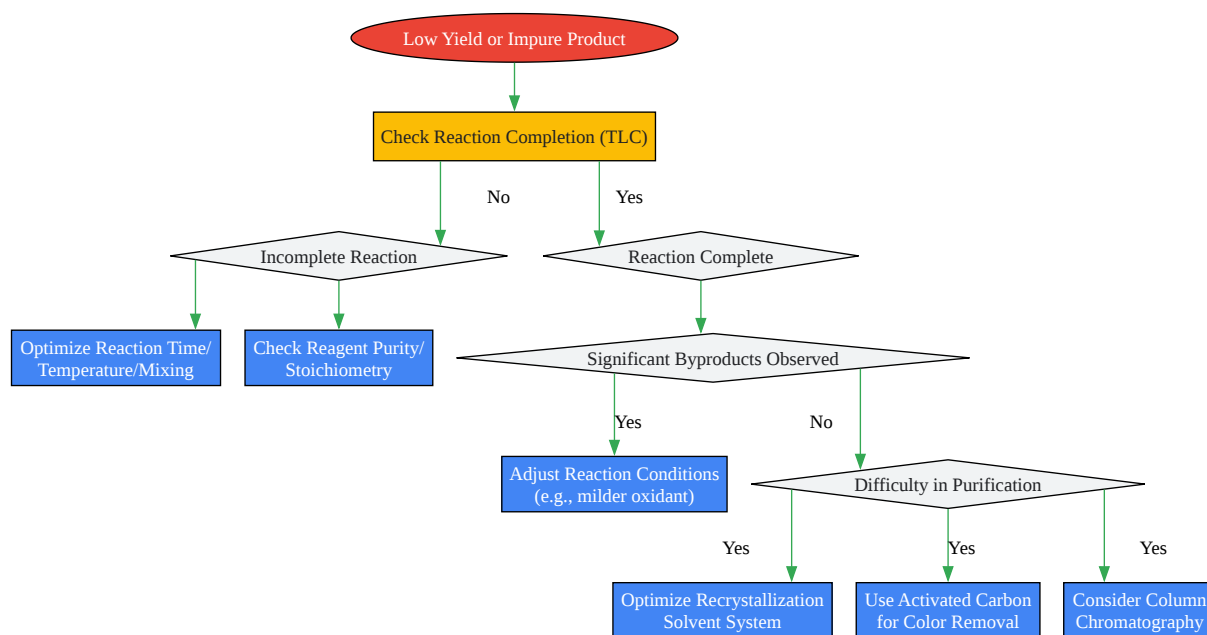 Low Yield or Impure Product
Check Reaction Completion (TLC)
No
Yes
Incomplete Reaction
Reaction Complete
Optimize Reaction Time/
Temperature/Mixing
Check Reagent Purity/
Stoichiometry
Significant Byproducts Observed
Yes
No
Adjust Reaction Conditions
(e.g., milder oxidant)
Difficulty in Purification
Yes
Yes
Yes
Optimize Recrystallization
Solvent System
Use Activated Carbon
for Color Removal
Consider Column
Chromatography